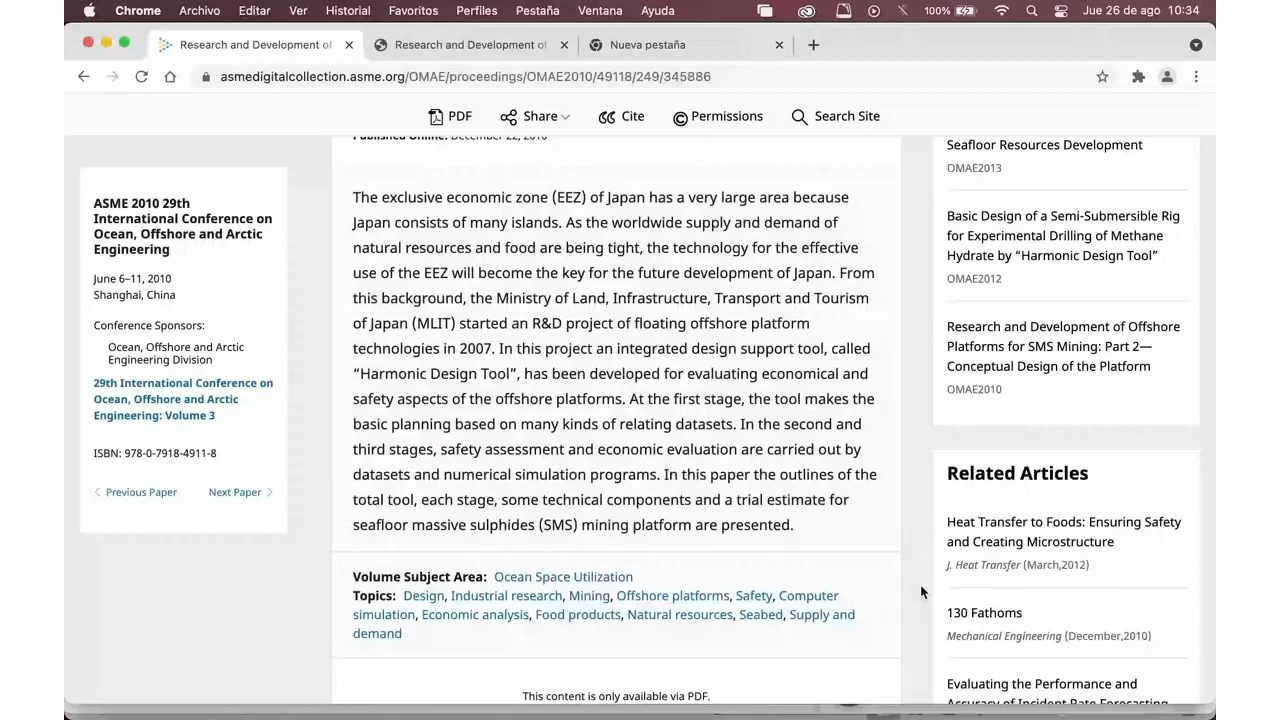 Chrome Archivo Editar Ver Historial Favoritos Perfiles Pestaña Ventana Ayuda 100% Jue 26 de ago 10:34
Research and Development of
Research and Development of
Nueva pestaña
asmedigitalcollection.asme.org/OMAE/proceedings/OMAE2010/49118/249/345886
PDF Share Cite Permissions Search Site
ASME 2010 29th
International Conference on
Ocean, Offshore and Arctic
Engineering
June 6–11, 2010
Shanghai, China
Conference Sponsors:
Ocean, Offshore and Arctic
Engineering Division
29th International Conference on
Ocean, Offshore and Arctic
Engineering: Volume 3
ISBN: 978-0-7918-4911-8
Previous Paper Next Paper
Published Online: December 22, 2010
The exclusive economic zone (EEZ) of Japan has a very large area because
Japan consists of many islands. As the worldwide supply and demand of
natural resources and food are being tight, the technology for the effective
use of the EEZ will become the key for the future development of Japan. From
this background, the Ministry of Land, Infrastructure, Transport and Tourism
of Japan (MLIT) started an R&D project of floating offshore platform
technologies in 2007. In this project an integrated design support tool, called
“Harmonic Design Tool”, has been developed for evaluating economical and
safety aspects of the offshore platforms. At the first stage, the tool makes the
basic planning based on many kinds of relating datasets. In the second and
third stages, safety assessment and economic evaluation are carried out by
datasets and numerical simulation programs. In this paper the outlines of the
total tool, each stage, some technical components and a trial estimate for
seafloor massive sulphides (SMS) mining platform are presented.
Volume Subject Area: Ocean Space Utilization
Topics: Design, Industrial research, Mining, Offshore platforms, Safety, Computer
simulation, Economic analysis, Food products, Natural resources, Seabed, Supply and
demand
This content is only available via PDF.
Seafloor Resources Development
OMAE2013
Basic Design of a Semi-Submersible Rig
for Experimental Drilling of Methane
Hydrate by “Harmonic Design Tool”
OMAE2012
Research and Development of Offshore
Platforms for SMS Mining: Part 2—
Conceptual Design of the Platform
OMAE2010
Related Articles
Heat Transfer to Foods: Ensuring Safety
and Creating Microstructure
J. Heat Transfer (March,2012)
130 Fathoms
Mechanical Engineering (December,2010)
Evaluating the Performance and
Accuracy of Incident Rate Forecasting